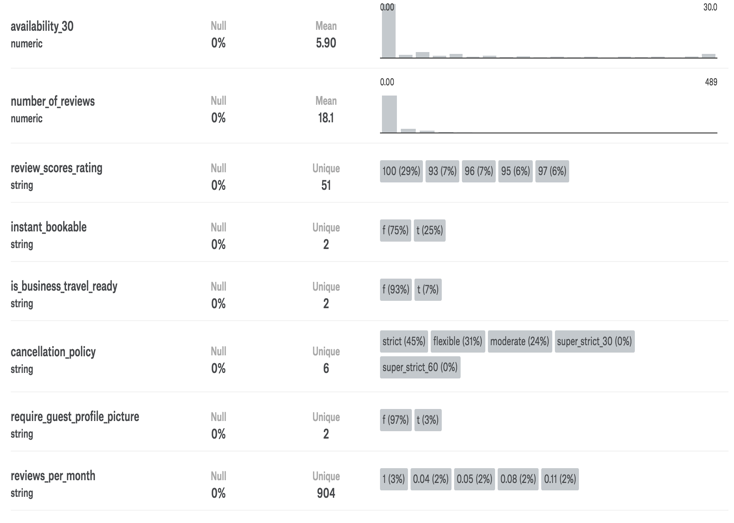 0.00 30.0
availability_30 Null Mean
numeric 0% 5.90
0.00 489
number_of_reviews Null Mean
numeric 0% 18.1
review_scores_rating Null Unique 100 (29%) 93 (7%) 96 (7%) 95 (6%) 97 (6%)
string 0% 51
instant_bookable Null Unique f (75%) t (25%)
string 0% 2
is_business_travel_ready Null Unique f (93%) t (7%)
string 0% 2
strict (45%) flexible (31%) moderate (24%) super_strict_30 (0%)
cancellation_policy Null Unique
string 0% 6
super_strict_60 (0%)
require_guest_profile_picture Null Unique f (97%) t (3%)
string 0% 2
reviews_per_month Null Unique 1 (3%) 0.04 (2%) 0.05 (2%) 0.08 (2%) 0.11 (2%)
string 0% 904